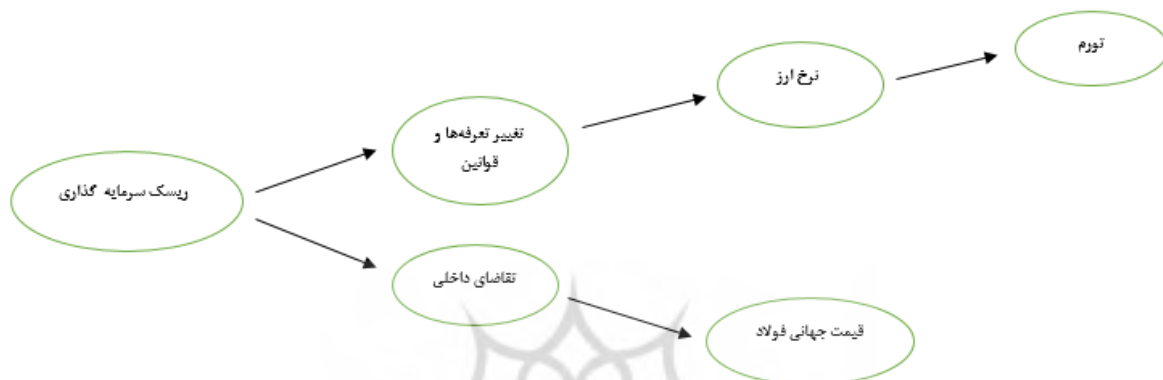 تورم
نرخ ارز
تغییر تعرفه‌ها و
قوانین
ریسک سرمایه گذاری
تقاضای داخلی
قیمت جهانی فولاد